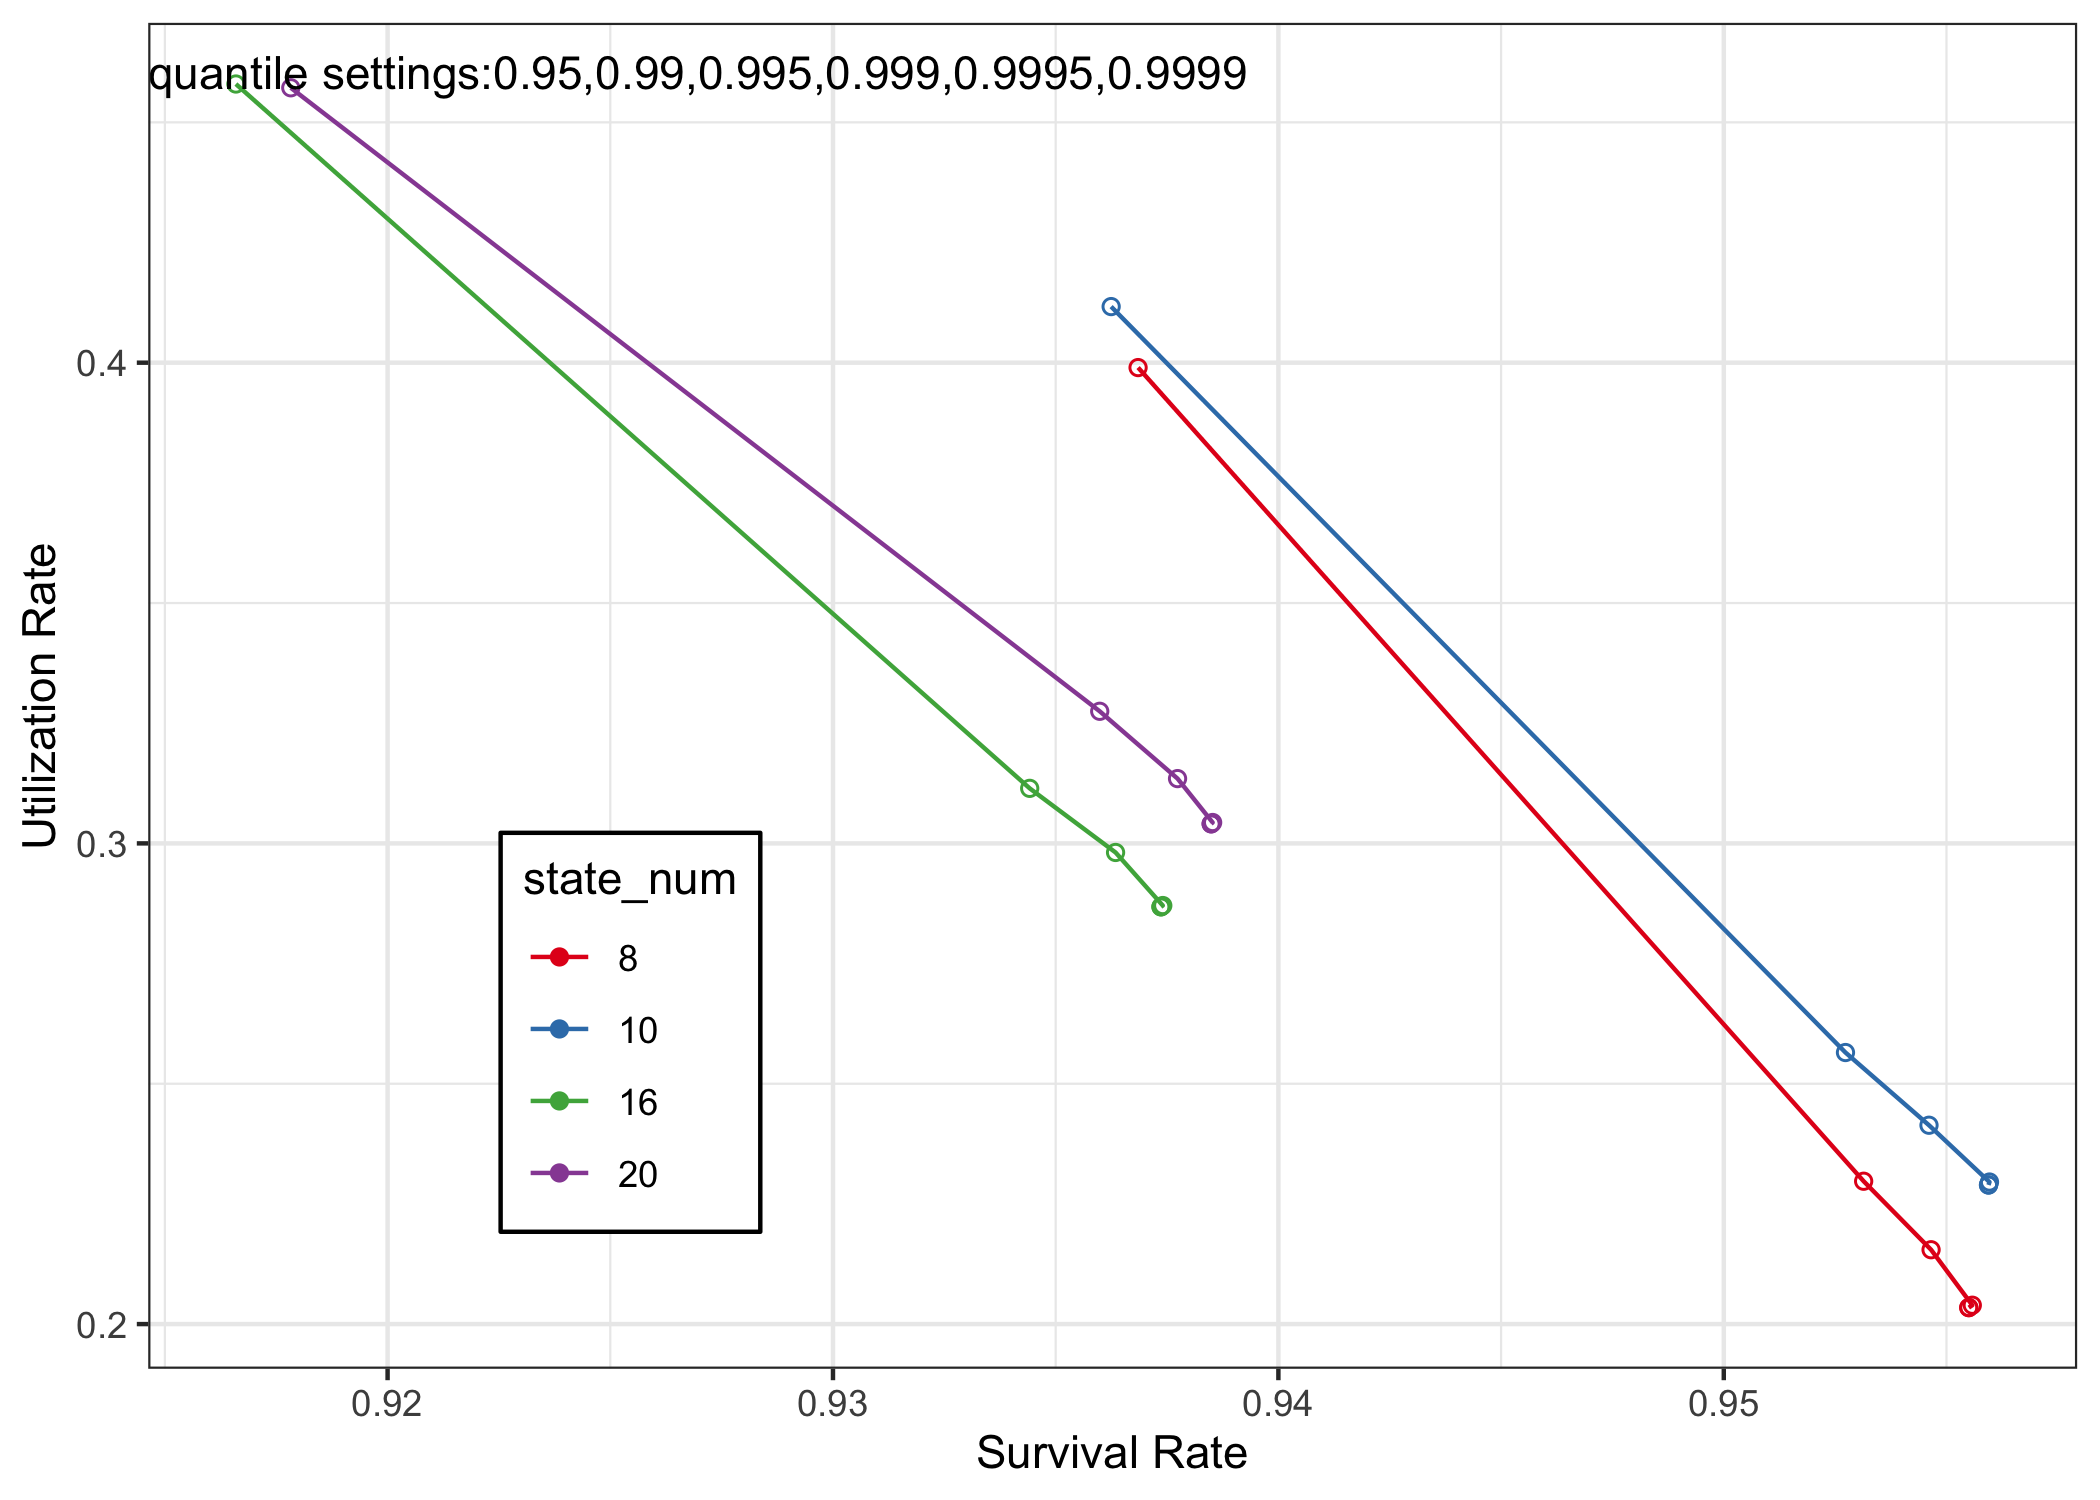 quantile settings:0.95,0.99,0.995,0.999,0.9995,0.9999
Utilization Rate
0.4
0.3
0.2
state_num
8
10
16
20
0.92 0.93 0.94 0.95
Survival Rate